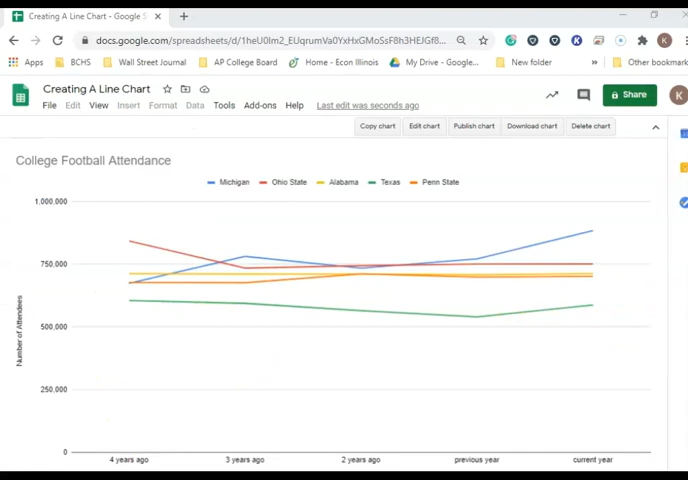 Creating A Line Chart - Google S
docs.google.com/spreadsheets/d/1heU0Im2_EUqrumVa0YxHxGMoSsF8h3HEJGf8...
Apps BCHS Wall Street Journal AP College Board Home - Econ Illinois My Drive - Google... New folder » Other bookmark
Creating A Line Chart
File Edit View Insert Format Data Tools Add-ons Help Last edit was seconds ago
Share
K
Copy chart Edit chart Publish chart Download chart Delete chart
College Football Attendance
Michigan Ohio State Alabama Texas Penn State
1,000,000
750,000
500,000
250,000
0
Number of Attendees
4 years ago 3 years ago 2 years ago previous year current year